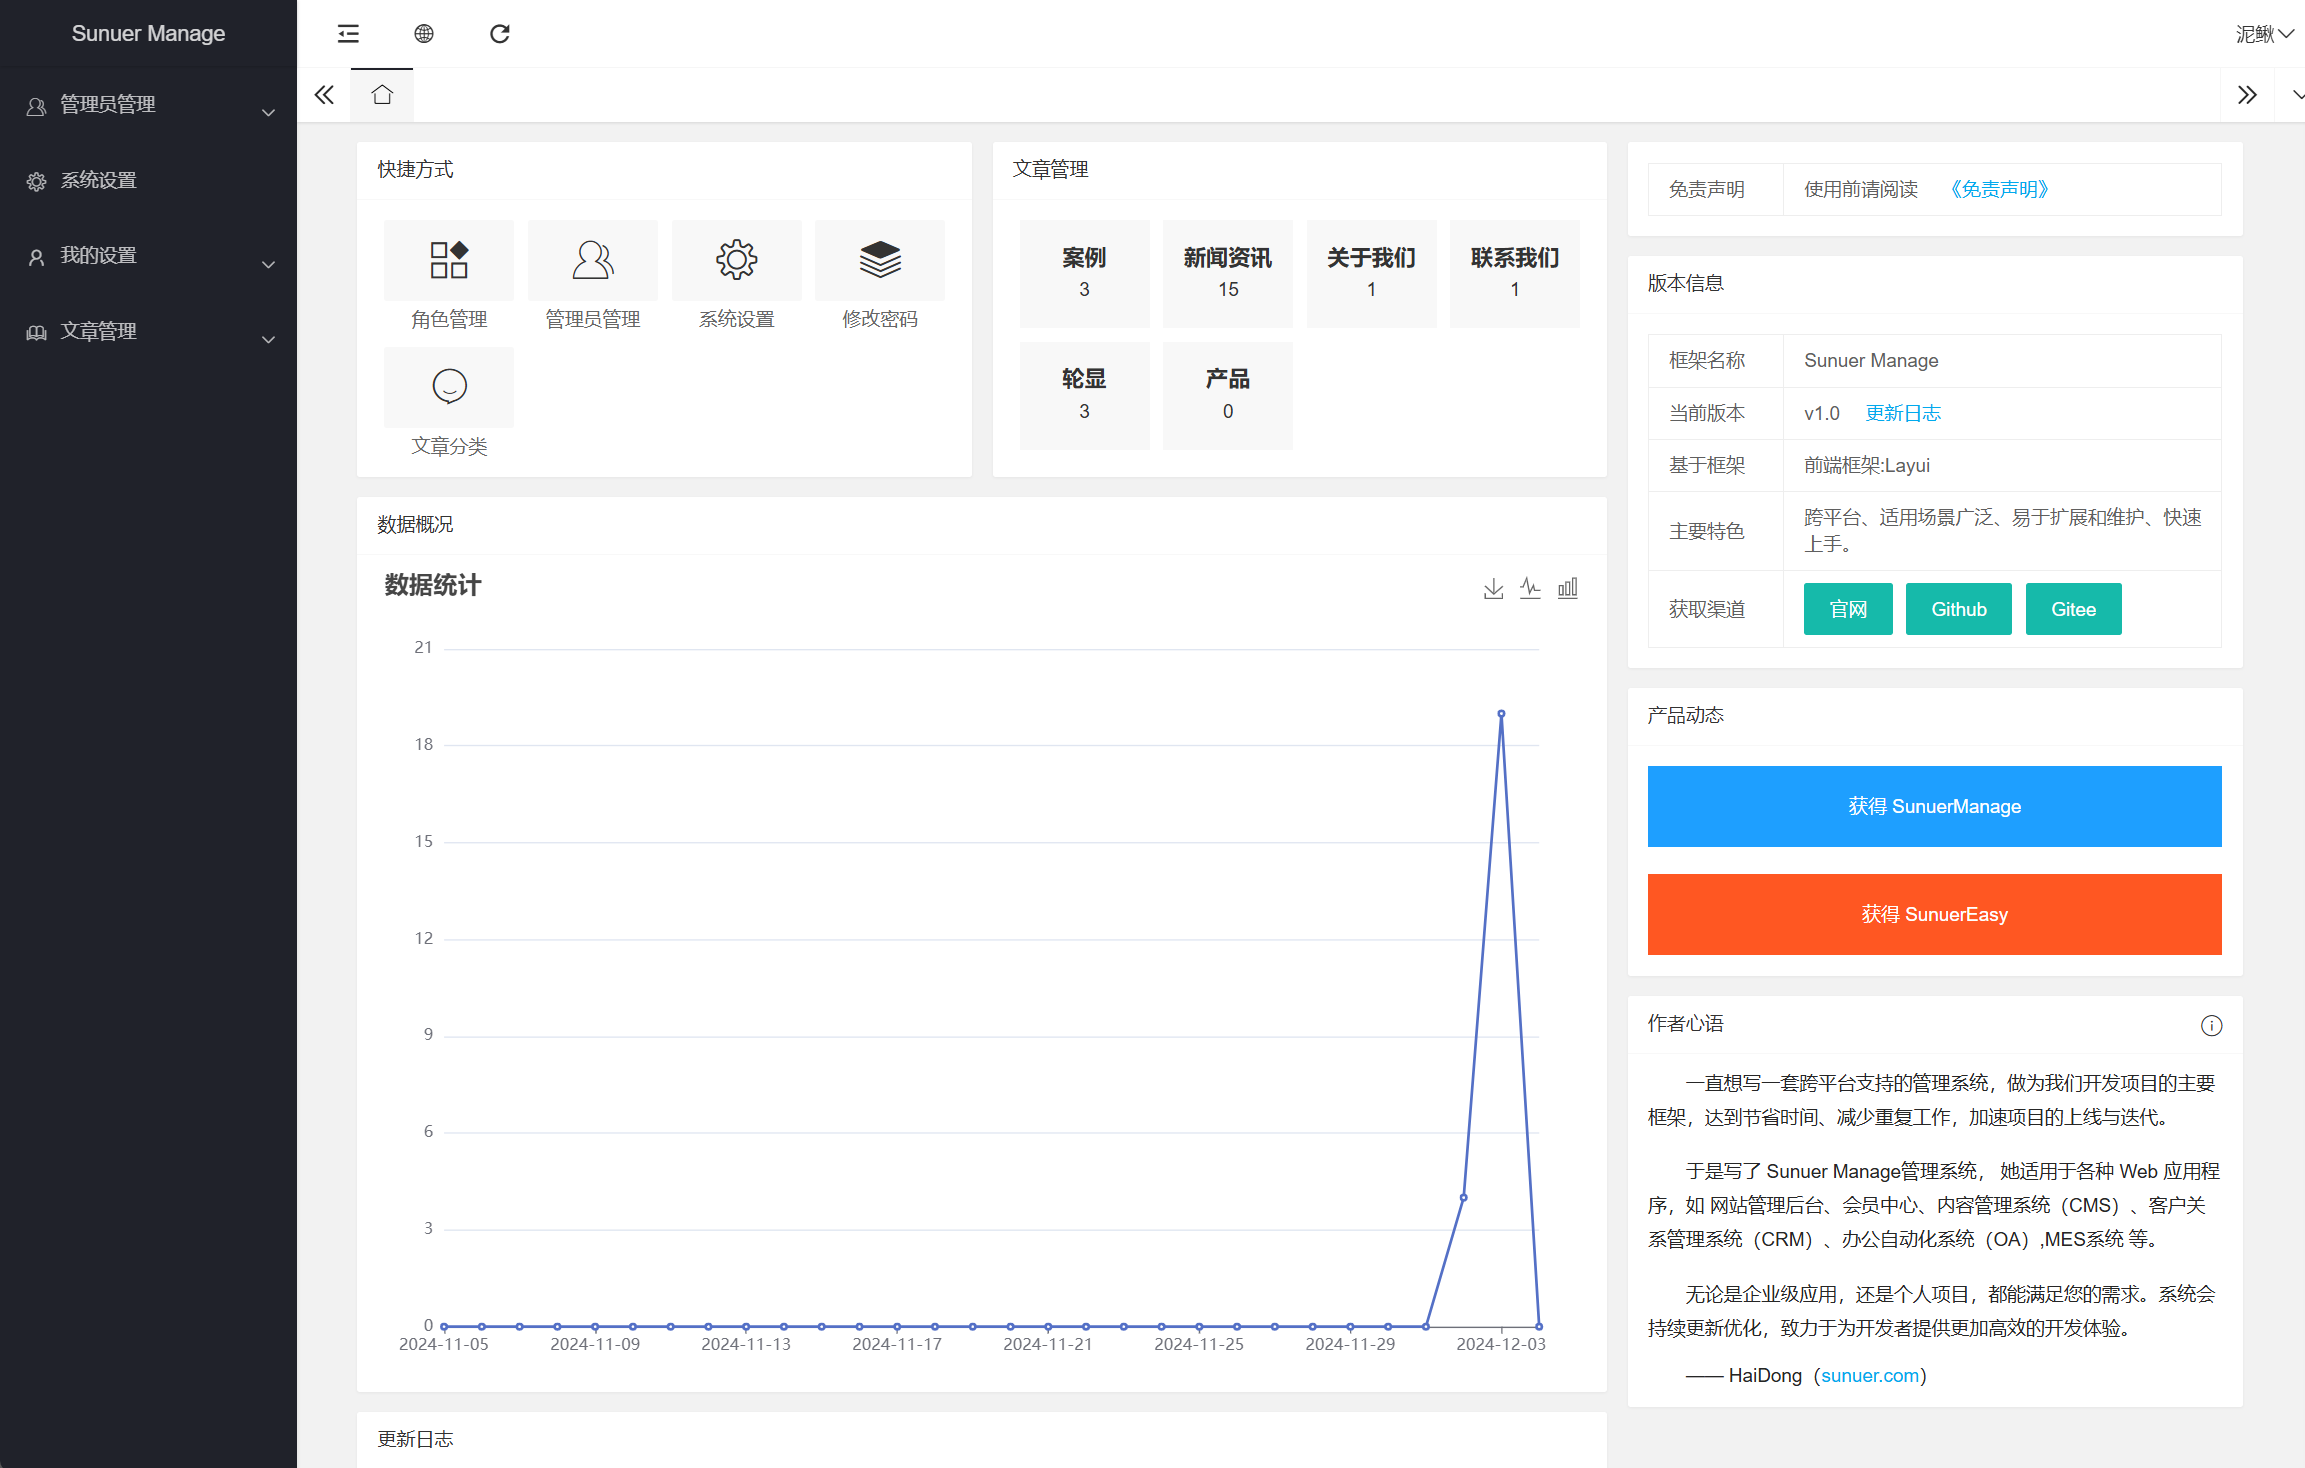 Sunuer Manage
泥鳅
管理员管理
系统设置
我的设置
文章管理
快捷方式
角色管理
管理员管理
系统设置
修改密码
文章分类
文章管理
案例
3
新闻资讯
15
关于我们
1
联系我们
1
轮显
3
产品
0
数据概况
数据统计
21
18
15
12
9
6
3
0
2024-11-05
2024-11-09
2024-11-13
2024-11-17
2024-11-21
2024-11-25
2024-11-29
2024-12-03
更新日志
免责声明
使用前请阅读 《免责声明》
版本信息
框架名称
Sunuer Manage
当前版本
v1.0 更新日志
基于框架
前端框架:Layui
主要特色
跨平台、适用场景广泛、易于扩展和维护、快速
上手。
获取渠道
官网
Github
Gitee
产品动态
获得 SunuerManage
获得 SunuerEasy
作者心语
一直想写一套跨平台支持的管理系统，做为我们开发项目的主要
框架，达到节省时间、减少重复工作，加速项目的上线与迭代。
于是写了 Sunuer Manage管理系统， 她适用于各种 Web 应用程
序，如 网站管理后台、会员中心、内容管理系统（CMS）、客户关
系管理系统（CRM）、办公自动化系统（OA）,MES系统 等。
无论是企业级应用，还是个人项目，都能满足您的需求。系统会
持续更新优化，致力于为开发者提供更加高效的开发体验。
—— HaiDong（sunuer.com）